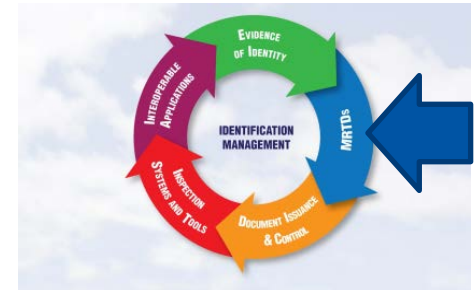 EVIDENCE
OF IDENTITY
MRTDs
DOCUMENT ISSUANCE
& CONTROL
INSPECTION
SYSTEMS AND TOOLS
INTEROPERABLE
APPLICATIONS
IDENTIFICATION
MANAGEMENT